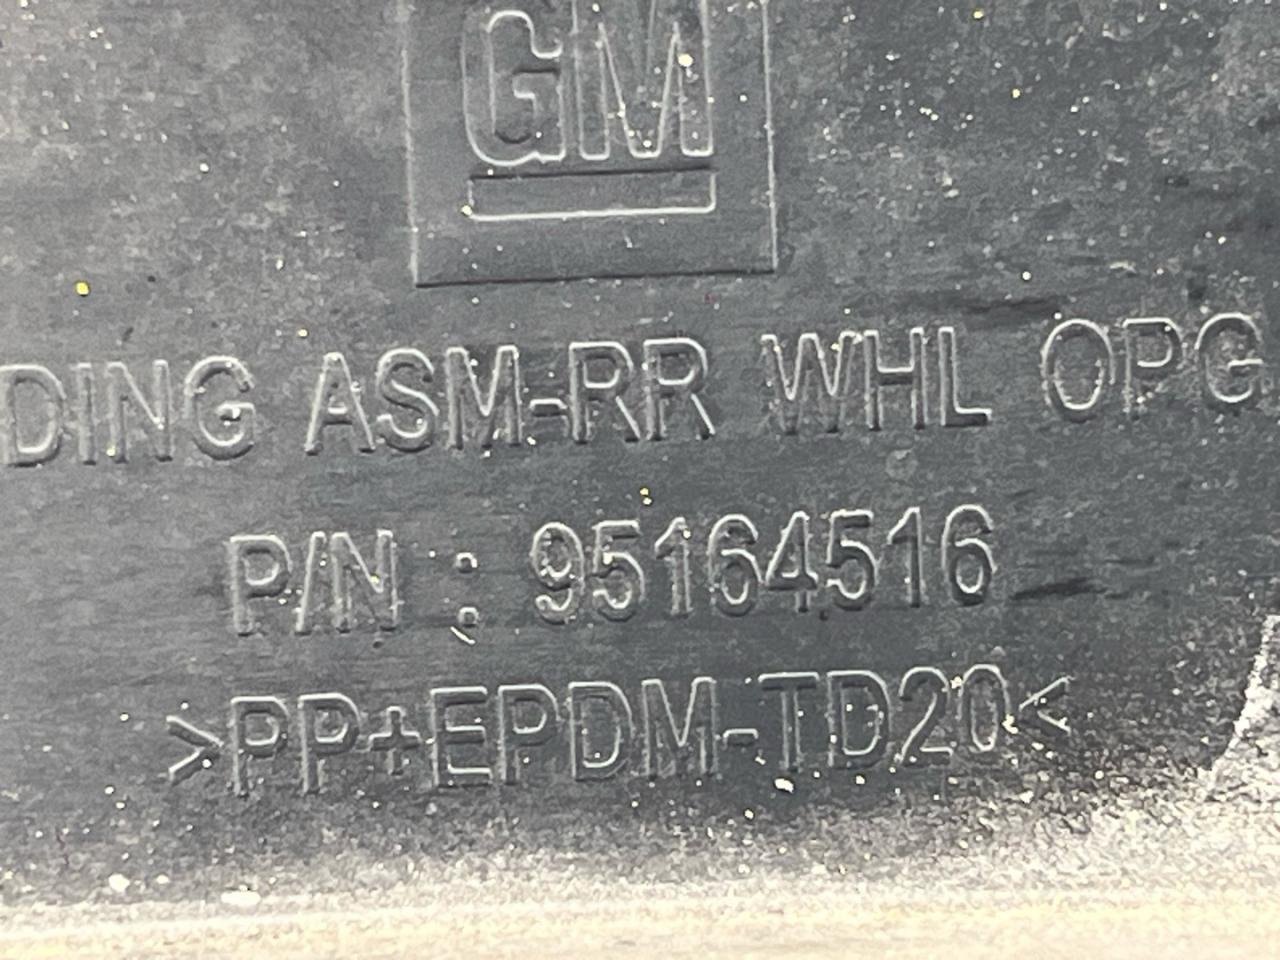 GM
DING ASM-RR WHL OPG
P/N : 95164516
>PP+EPDM-TD20<